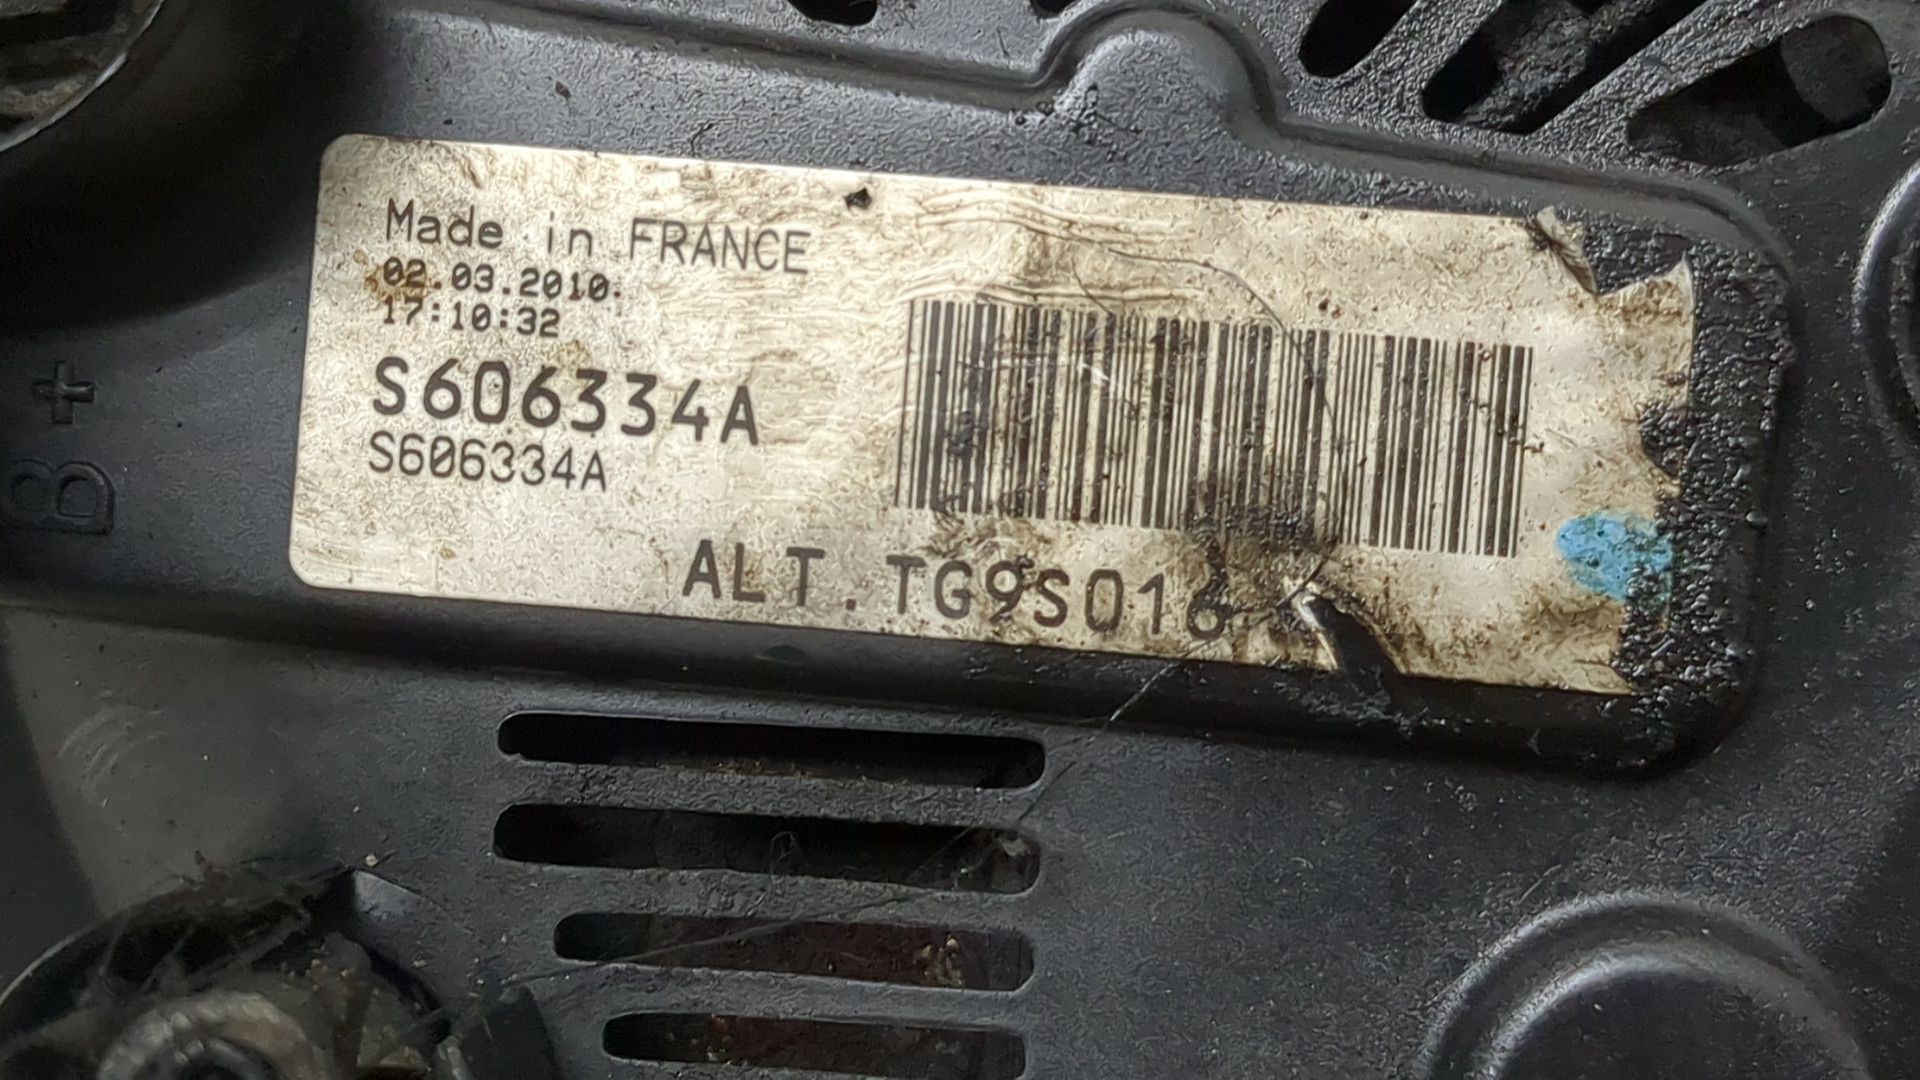 Made in FRANCE
02.03.2010
17:10:32
S606334A
S606334A
ALT.TG9S016
B+